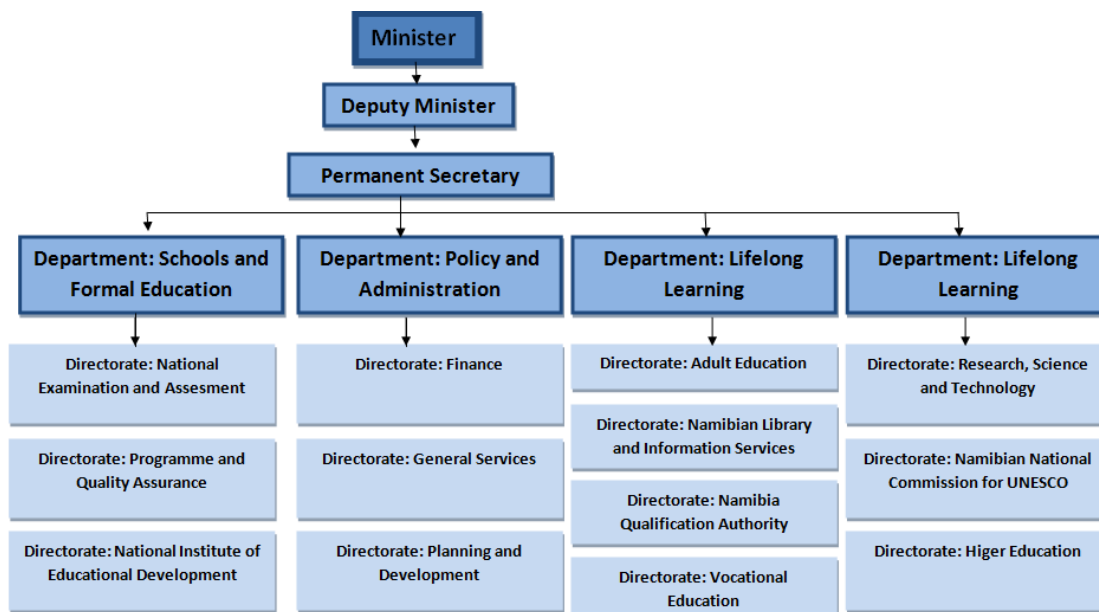 Minister
Deputy Minister
Permanent Secretary
Department: Schools and
Formal Education
Department: Policy and
Administration
Department: Lifelong
Learning
Department: Lifelong
Learning
Directorate: National
Examination and Assesment
Directorate: Programme and
Quality Assurance
Directorate: National Institute of
Educational Development
Directorate: Finance
Directorate: General Services
Directorate: Planning and
Development
Directorate: Adult Education
Directorate: Namibian Library
and Information Services
Directorate: Namibia
Qualification Authority
Directorate: Vocational
Education
Directorate: Research, Science
and Technology
Directorate: Namibian National
Commission for UNESCO
Directorate: Higer Education